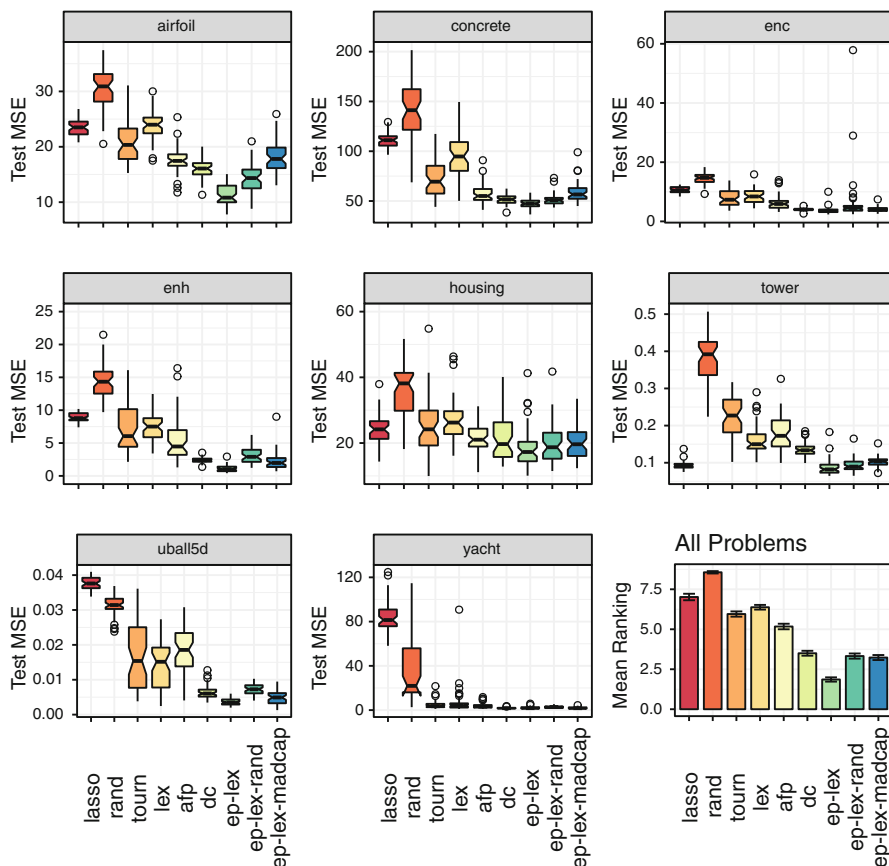 airfoil
Test MSE
30
20
10
concrete
Test MSE
200
150
100
50
enc
Test MSE
60
40
20
0
enh
Test MSE
25
20
15
10
5
0
housing
Test MSE
60
40
20
tower
Test MSE
0.5
0.4
0.3
0.2
0.1
uball5d
Test MSE
0.04
0.03
0.02
0.01
0.00
lasso
rand
tourn
lex
afp
dc
ep-lex
ep-lex-rand
ep-lex-madcap
yacht
Test MSE
120
80
40
0
lasso
rand
tourn
lex
afp
dc
ep-lex
ep-lex-rand
ep-lex-madcap
All Problems
Mean Ranking
7.5
5.0
2.5
0.0
lasso
rand
tourn
lex
afp
dc
ep-lex
ep-lex-rand
ep-lex-madcap